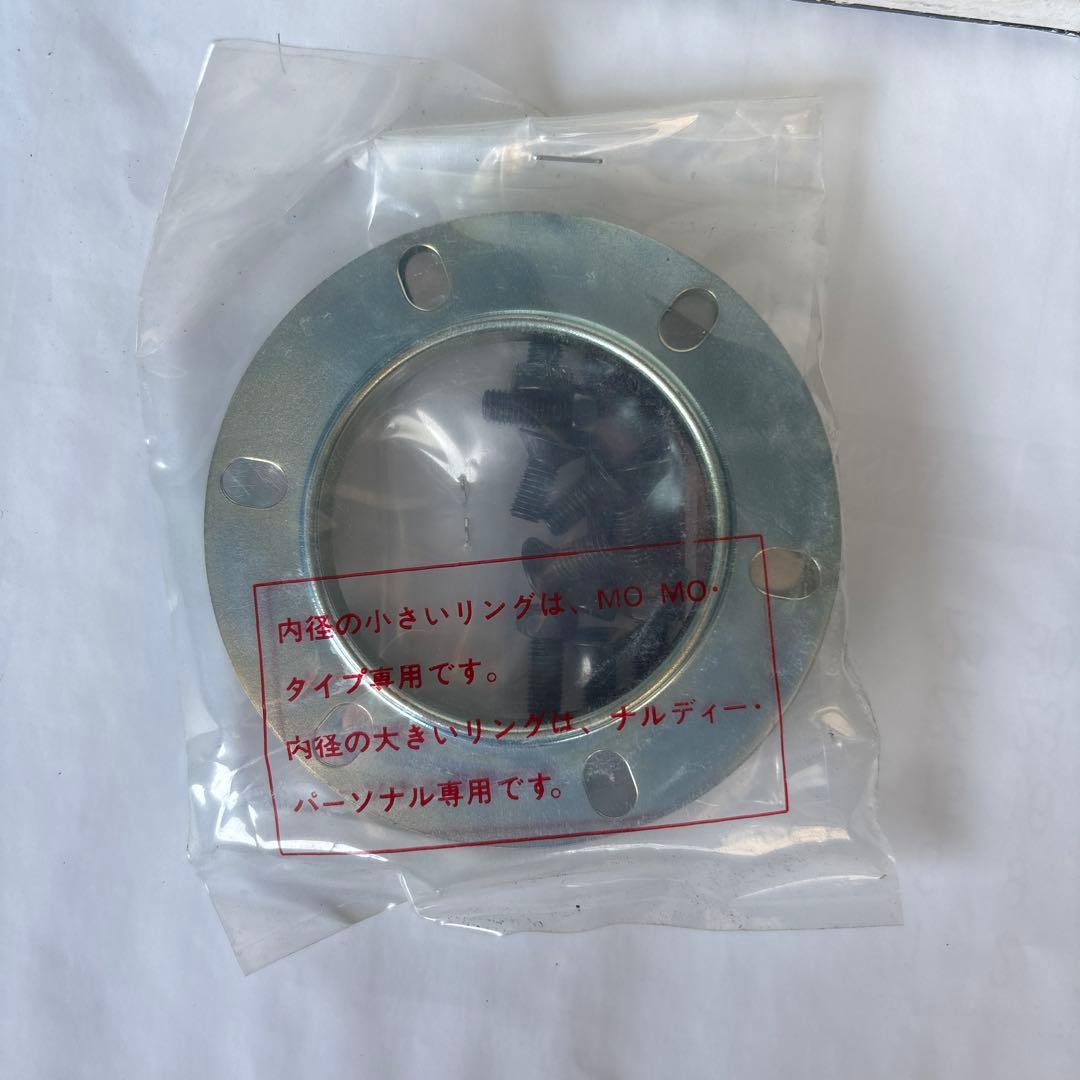 内径の小さいリングは、MO MO・
タイプ専用です。
内径の大きいリングは、ナルディー・
パーソナル専用です。